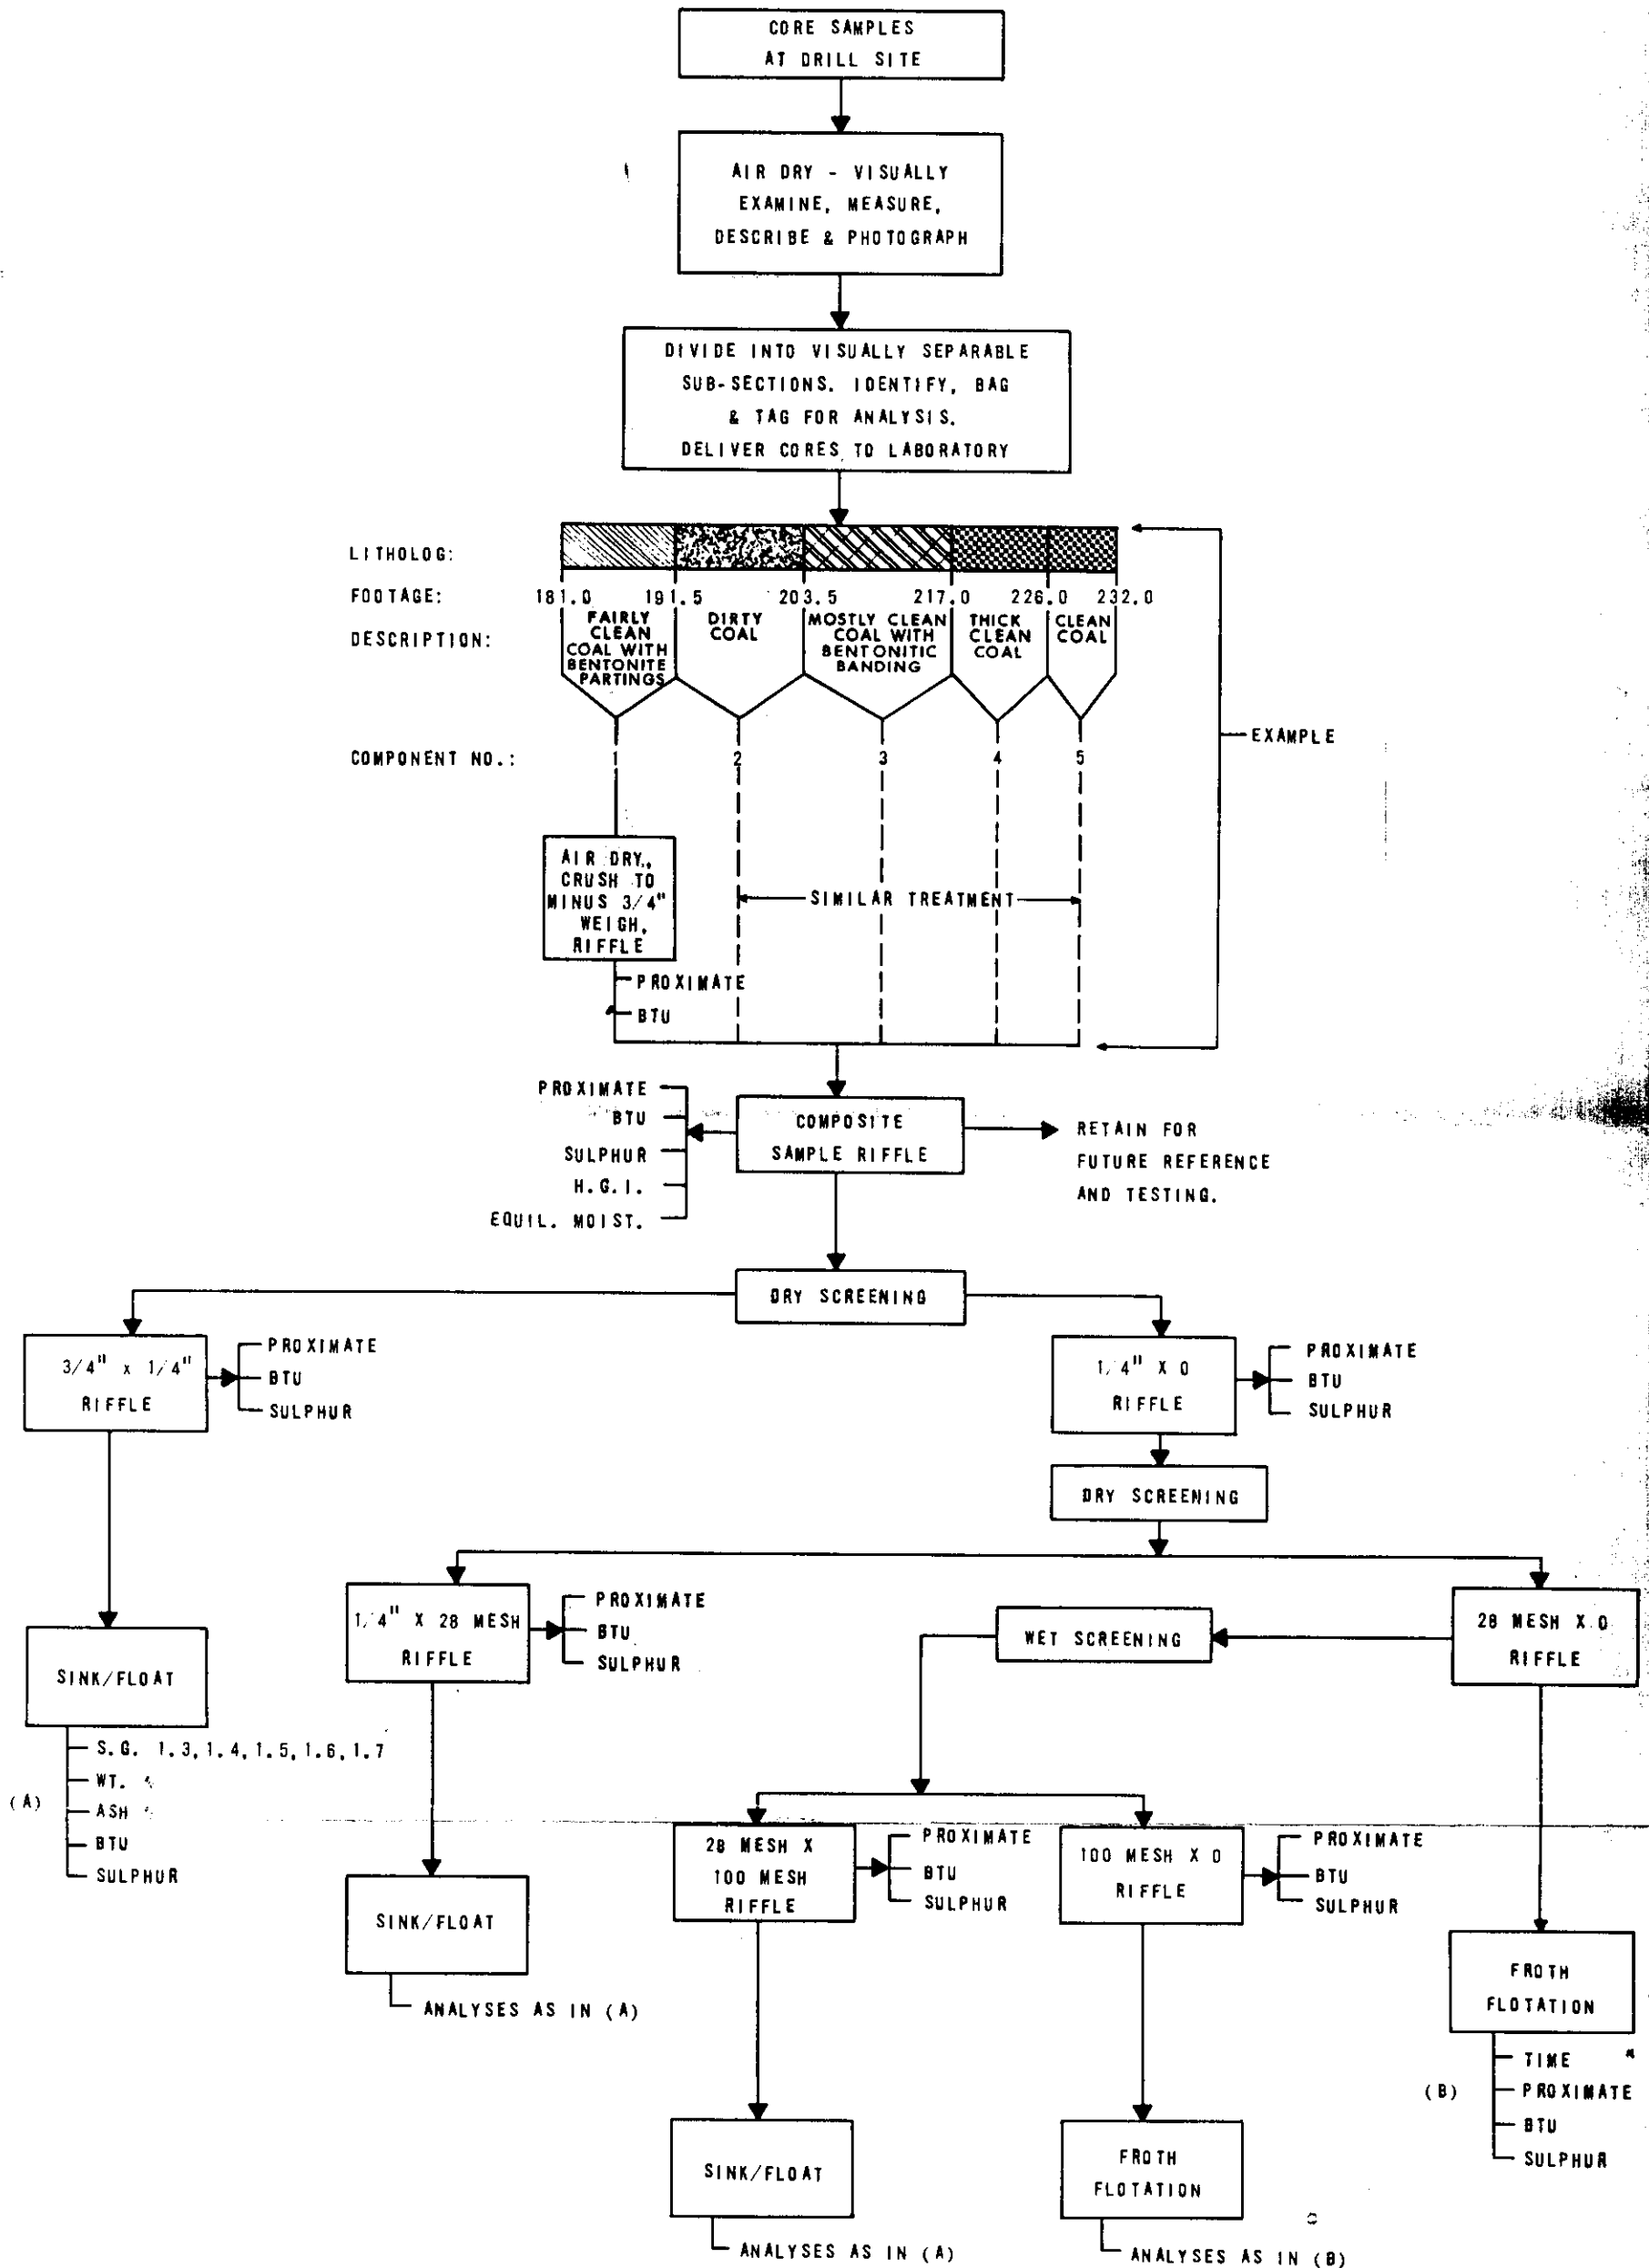 CORE SAMPLES
AT DRILL SITE
AIR DRY - VISUALLY
EXAMINE, MEASURE,
DESCRIBE & PHOTOGRAPH
DIVIDE INTO VISUALLY SEPARABLE
SUB-SECTIONS. IDENTIFY, BAG
& TAG FOR ANALYSIS.
DELIVER CORES TO LABORATORY
LITHOLOG:
FOOTAGE: 181.0 191.5 203.5 217.0 226.0 232.0
DESCRIPTION:
FAIRLY
CLEAN
COAL WITH
BENTONITE
PARTINGS
DIRTY
COAL
MOSTLY CLEAN
COAL WITH
BENTONITIC
BANDING
THICK
CLEAN
COAL
CLEAN
COAL
EXAMPLE
COMPONENT NO.: 1 2 3 4 5
AIR DRY,
CRUSH TO
MINUS 3/4"
WEIGH,
RIFFLE
SIMILAR TREATMENT
PROXIMATE
BTU
PROXIMATE
BTU
SULPHUR
H.G.I.
EQUIL. MOIST.
COMPOSITE
SAMPLE RIFFLE
RETAIN FOR
FUTURE REFERENCE
AND TESTING.
DRY SCREENING
3/4" x 1/4"
RIFFLE
PROXIMATE
BTU
SULPHUR
1/4" X 0
RIFFLE
PROXIMATE
BTU
SULPHUR
DRY SCREENING
1/4" X 28 MESH
RIFFLE
PROXIMATE
BTU
SULPHUR
WET SCREENING
28 MESH X 0
RIFFLE
SINK/FLOAT
(A)
S.G. 1.3, 1.4, 1.5, 1.6, 1.7
WT.
ASH
BTU
SULPHUR
28 MESH X
100 MESH
RIFFLE
PROXIMATE
BTU
SULPHUR
100 MESH X 0
RIFFLE
PROXIMATE
BTU
SULPHUR
SINK/FLOAT
ANALYSES AS IN (A)
FROTH
FLOTATION
(B)
TIME
PROXIMATE
BTU
SULPHUR
SINK/FLOAT
ANALYSES AS IN (A)
FROTH
FLOTATION
ANALYSES AS IN (B)